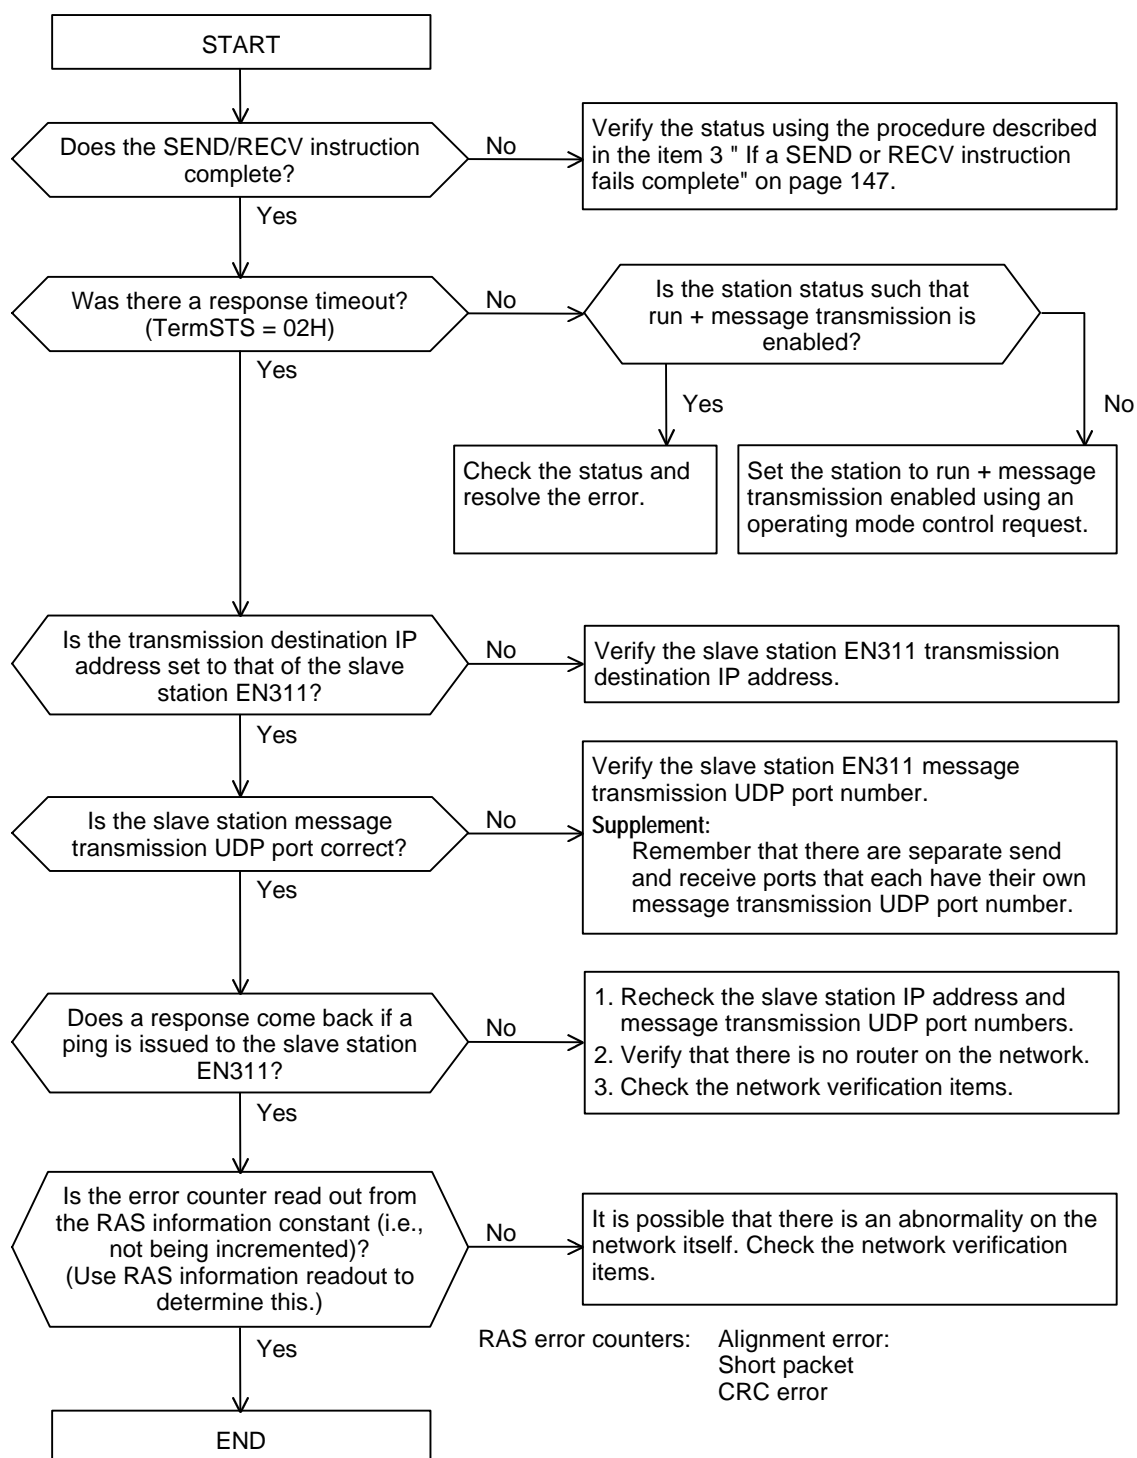 START
Does the SEND/RECV instruction
complete?
No
Verify the status using the procedure described
in the item 3 " If a SEND or RECV instruction
fails complete" on page 147.
Yes
Was there a response timeout?
(TermSTS = 02H)
No
Is the station status such that
run + message transmission is
enabled?
Yes
Yes
No
Check the status and
resolve the error.
Set the station to run + message
transmission enabled using an
operating mode control request.
Is the transmission destination IP
address set to that of the slave
station EN311?
No
Verify the slave station EN311 transmission
destination IP address.
Yes
Is the slave station message
transmission UDP port correct?
No
Verify the slave station EN311 message
transmission UDP port number.
Supplement:
Remember that there are separate send
and receive ports that each have their own
message transmission UDP port number.
Yes
Does a response come back if a
ping is issued to the slave station
EN311?
No
1. Recheck the slave station IP address and
message transmission UDP port numbers.
2. Verify that there is no router on the network.
3. Check the network verification items.
Yes
Is the error counter read out from
the RAS information constant (i.e.,
not being incremented)?
(Use RAS information readout to
determine this.)
No
It is possible that there is an abnormality on the
network itself. Check the network verification
items.
Yes
RAS error counters: Alignment error:
Short packet
CRC error
END